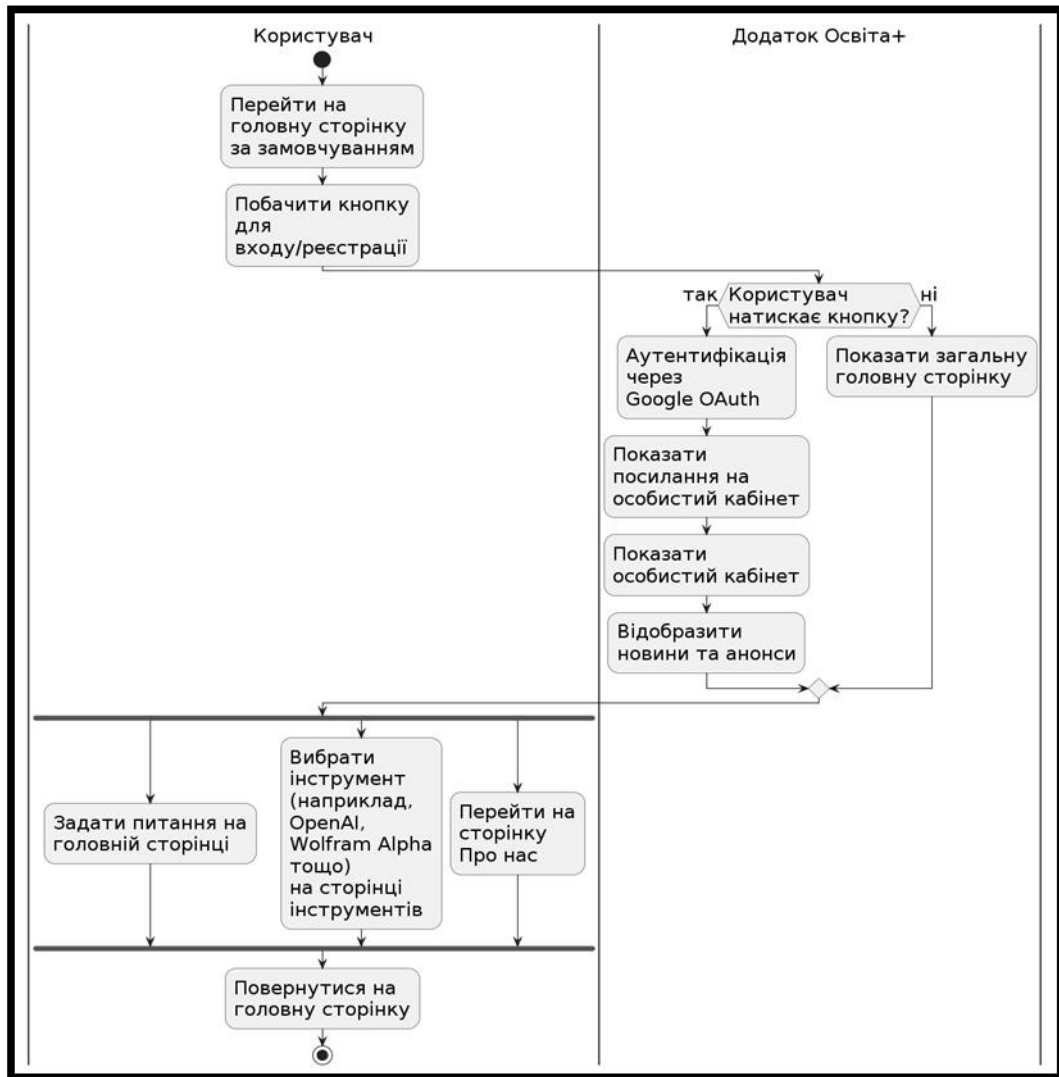 Користувач
Додаток Освіта+
Перейти на
головну сторінку
за замовчуванням
Побачити кнопку
для
входу/реєстрації
так
Користувач
натискає кнопку?
ні
Аутентифікація
через
Google OAuth
Показати загальну
головну сторінку
Показати
посилання на
особистий кабінет
Показати
особистий кабінет
Відобразити
новини та анонси
Задати питання на
головній сторінці
Вибрати
інструмент
(наприклад,
OpenAI,
Wolfram Alpha
тощо)
на сторінці
інструментів
Перейти на
сторінку
Про нас
Повернутися на
головну сторінку